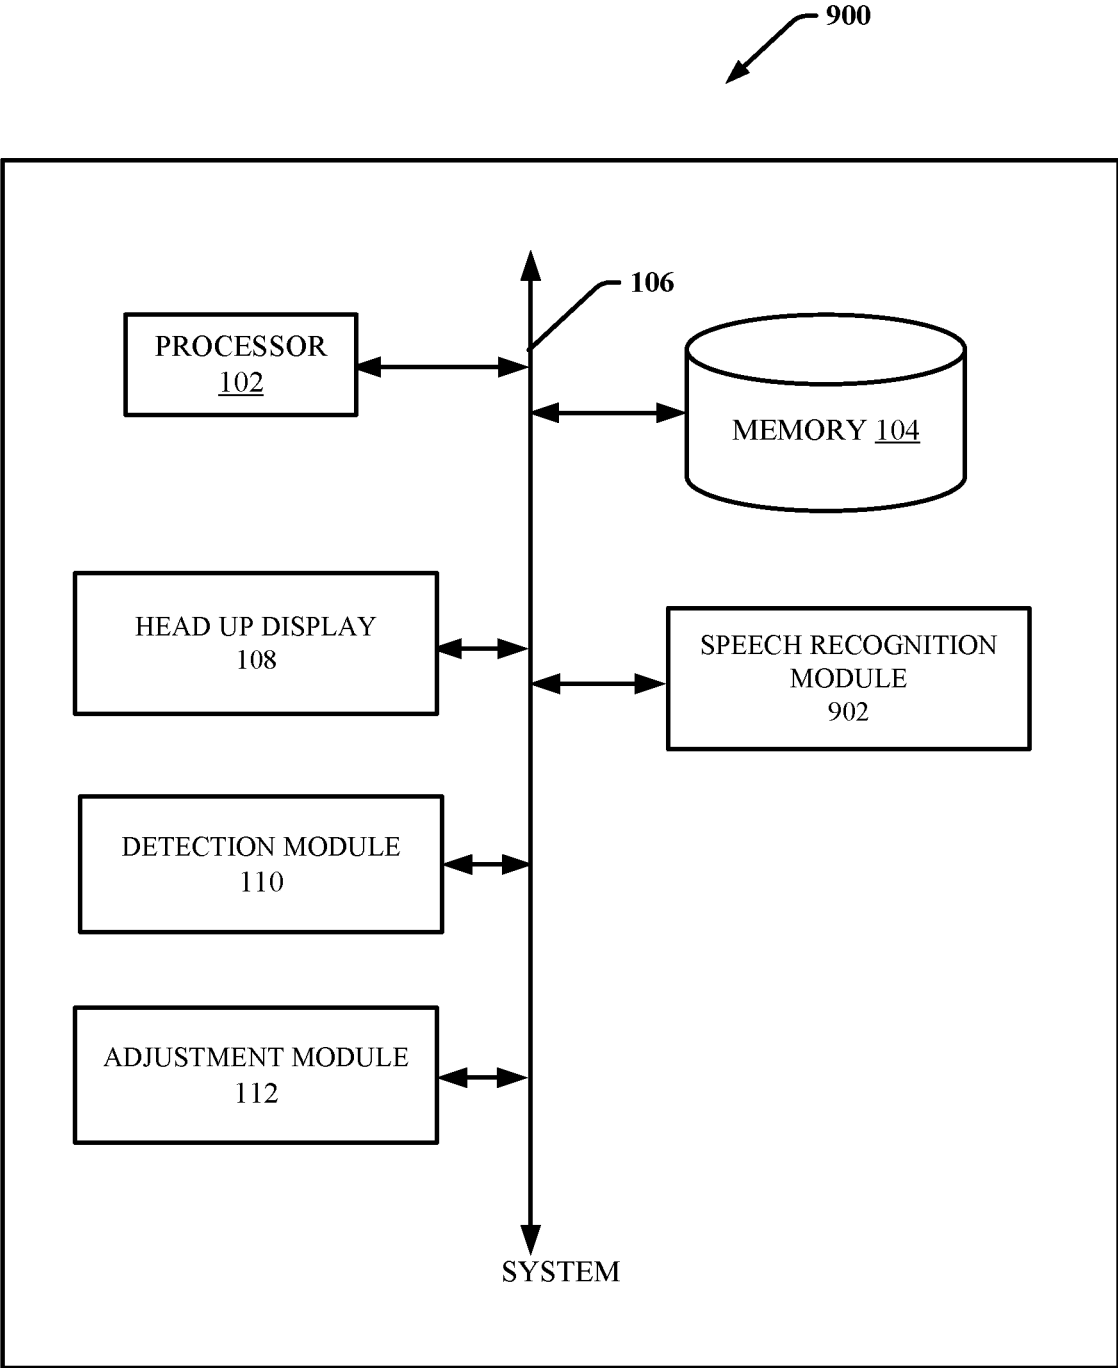 900
106
PROCESSOR
102
MEMORY 104
HEAD UP DISPLAY
108
SPEECH RECOGNITION
MODULE
902
DETECTION MODULE
110
ADJUSTMENT MODULE
112
SYSTEM